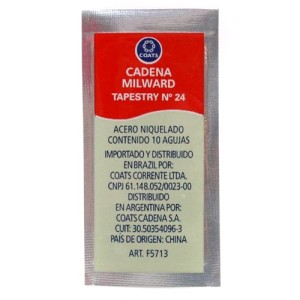 COATS
CADENA
MILWARD
TAPESTRY Nº 24
ACERO NIQUELADO
CONTENIDO 10 AGUJAS
IMPORTADO Y DISTRIBUIDO
EN BRAZIL POR:
COATS CORRENTE LTDA.
CNPJ 61.148.052/0023-00
DISTRIBUIDO
EN ARGENTINA POR:
COATS CADENA S.A.
CUIT: 30.50354096-3
PAÍS DE ORIGEN: CHINA
ART. F5713